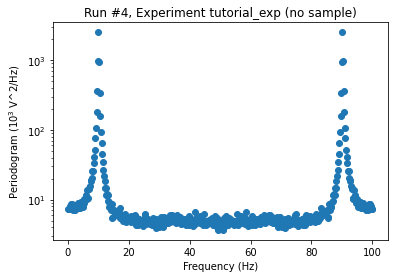 Run #4, Experiment tutorial_exp (no sample)
Periodogram (10³ V^2/Hz)
10³
10²
10¹
0 20 40 60 80 100
Frequency (Hz)